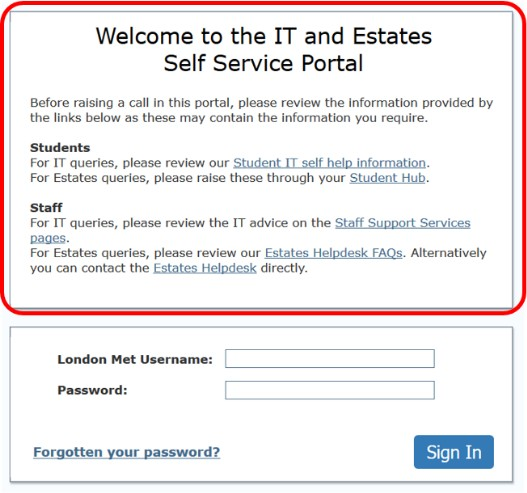 Welcome to the IT and Estates
Self Service Portal
Before raising a call in this portal, please review the information provided by
the links below as these may contain the information you require.
Students
For IT queries, please review our Student IT self help information.
For Estates queries, please raise these through your Student Hub.
Staff
For IT queries, please review the IT advice on the Staff Support Services
pages.
For Estates queries, please review our Estates Helpdesk FAQs. Alternatively
you can contact the Estates Helpdesk directly.
London Met Username:
Password:
Forgotten your password?
Sign In